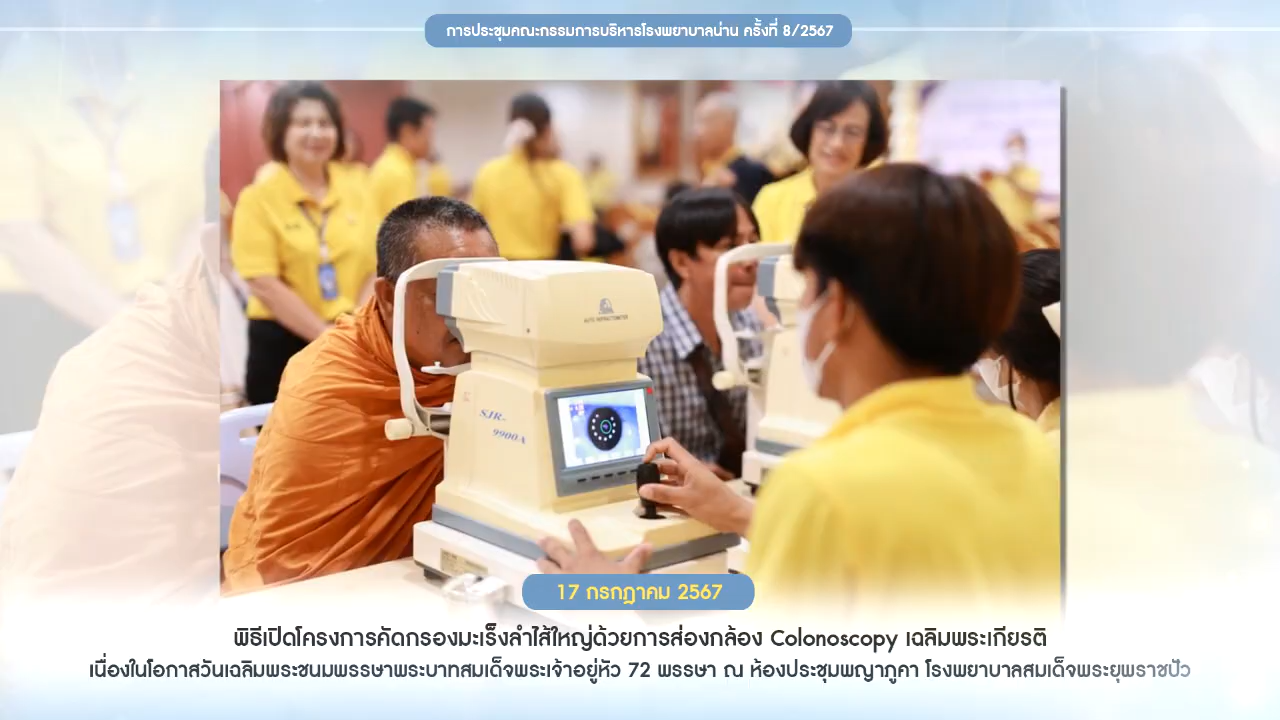 การประชุมคณะกรรมการบริหารโรงพยาบาลน่าน ครั้งที่ 8/2567
AUTO REFRACTOMETER
SJR-
9900A
17 กรกฎาคม 2567
พิธีเปิดโครงการคัดกรองมะเร็งลำไส้ใหญ่ด้วยการส่องกล้อง Colonoscopy เฉลิมพระเกียรติ
เนื่องในโอกาสวันเฉลิมพระชนมพรรษาพระบาทสมเด็จพระเจ้าอยู่หัว 72 พรรษา ณ ห้องประชุมพญาภูคา โรงพยาบาลสมเด็จพระยุพราชปัว